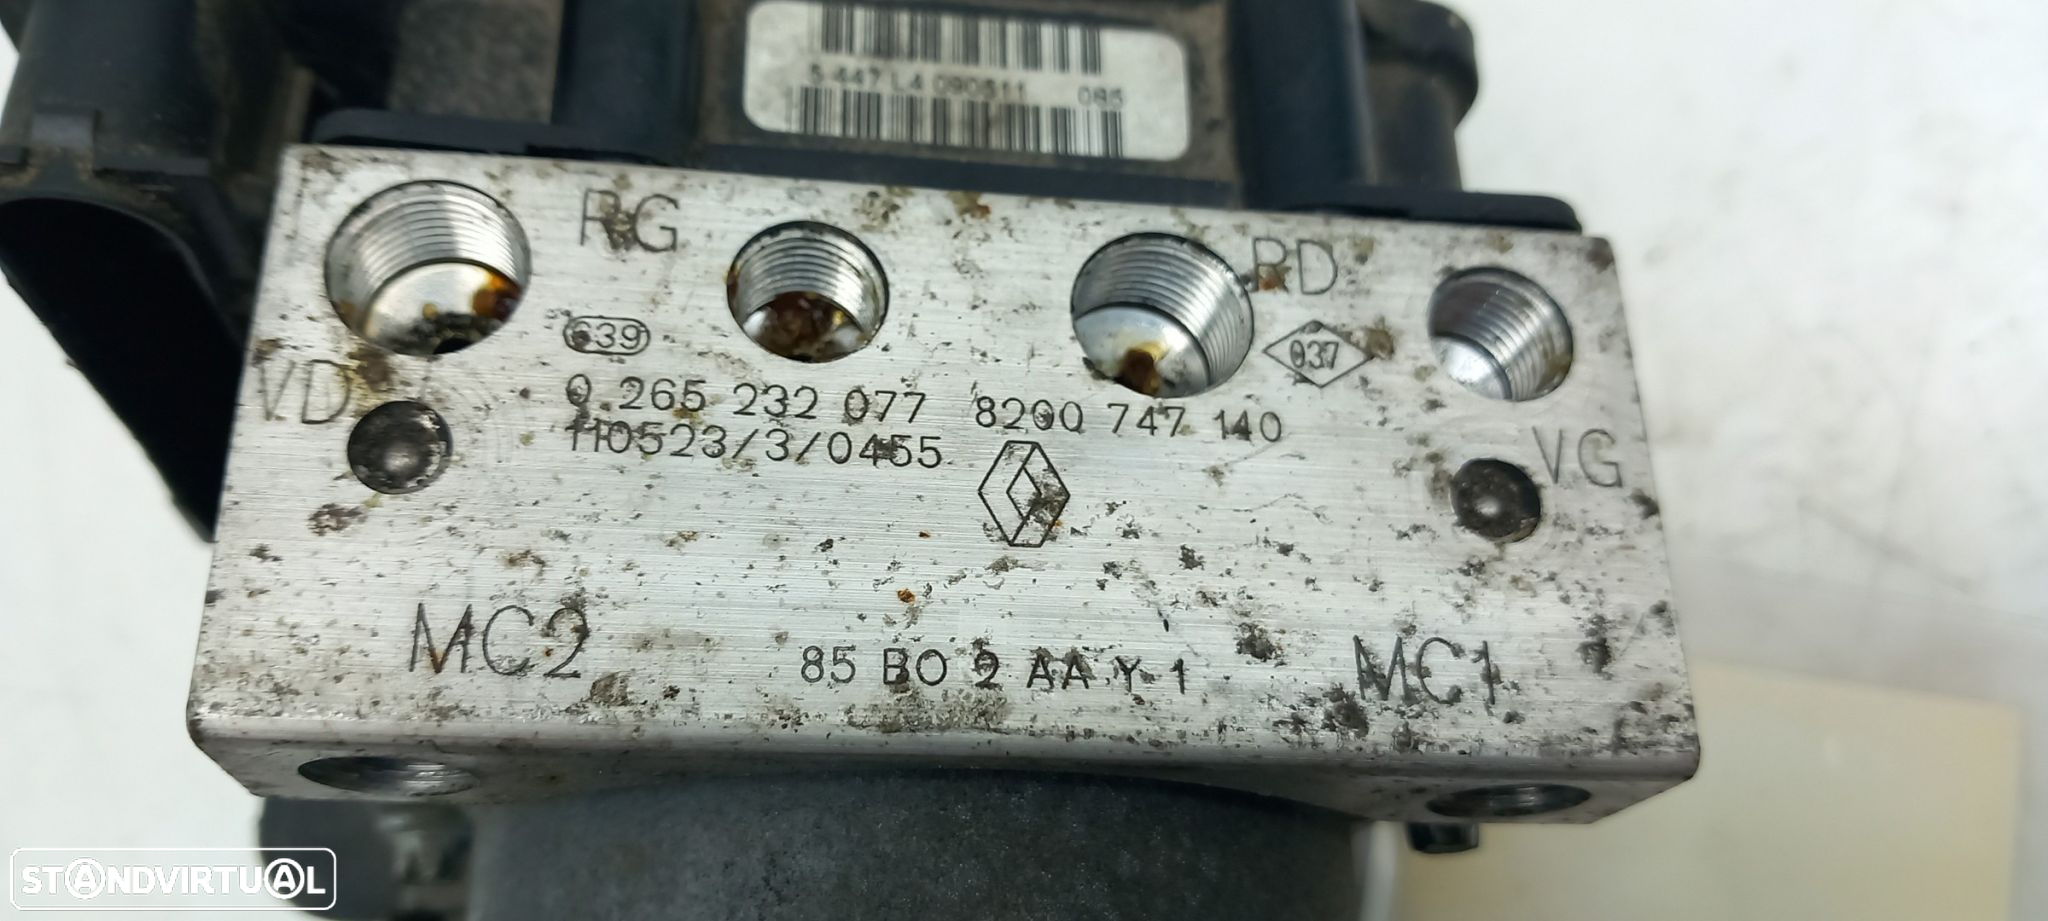 5 447 L4 090511 085
RG
RD
639
037
VD
0 265 232 077 8200 747 140
110523/3/0455
VG
MC2
85 BO 2 AA Y 1
MC1
STANDVIRTUAL